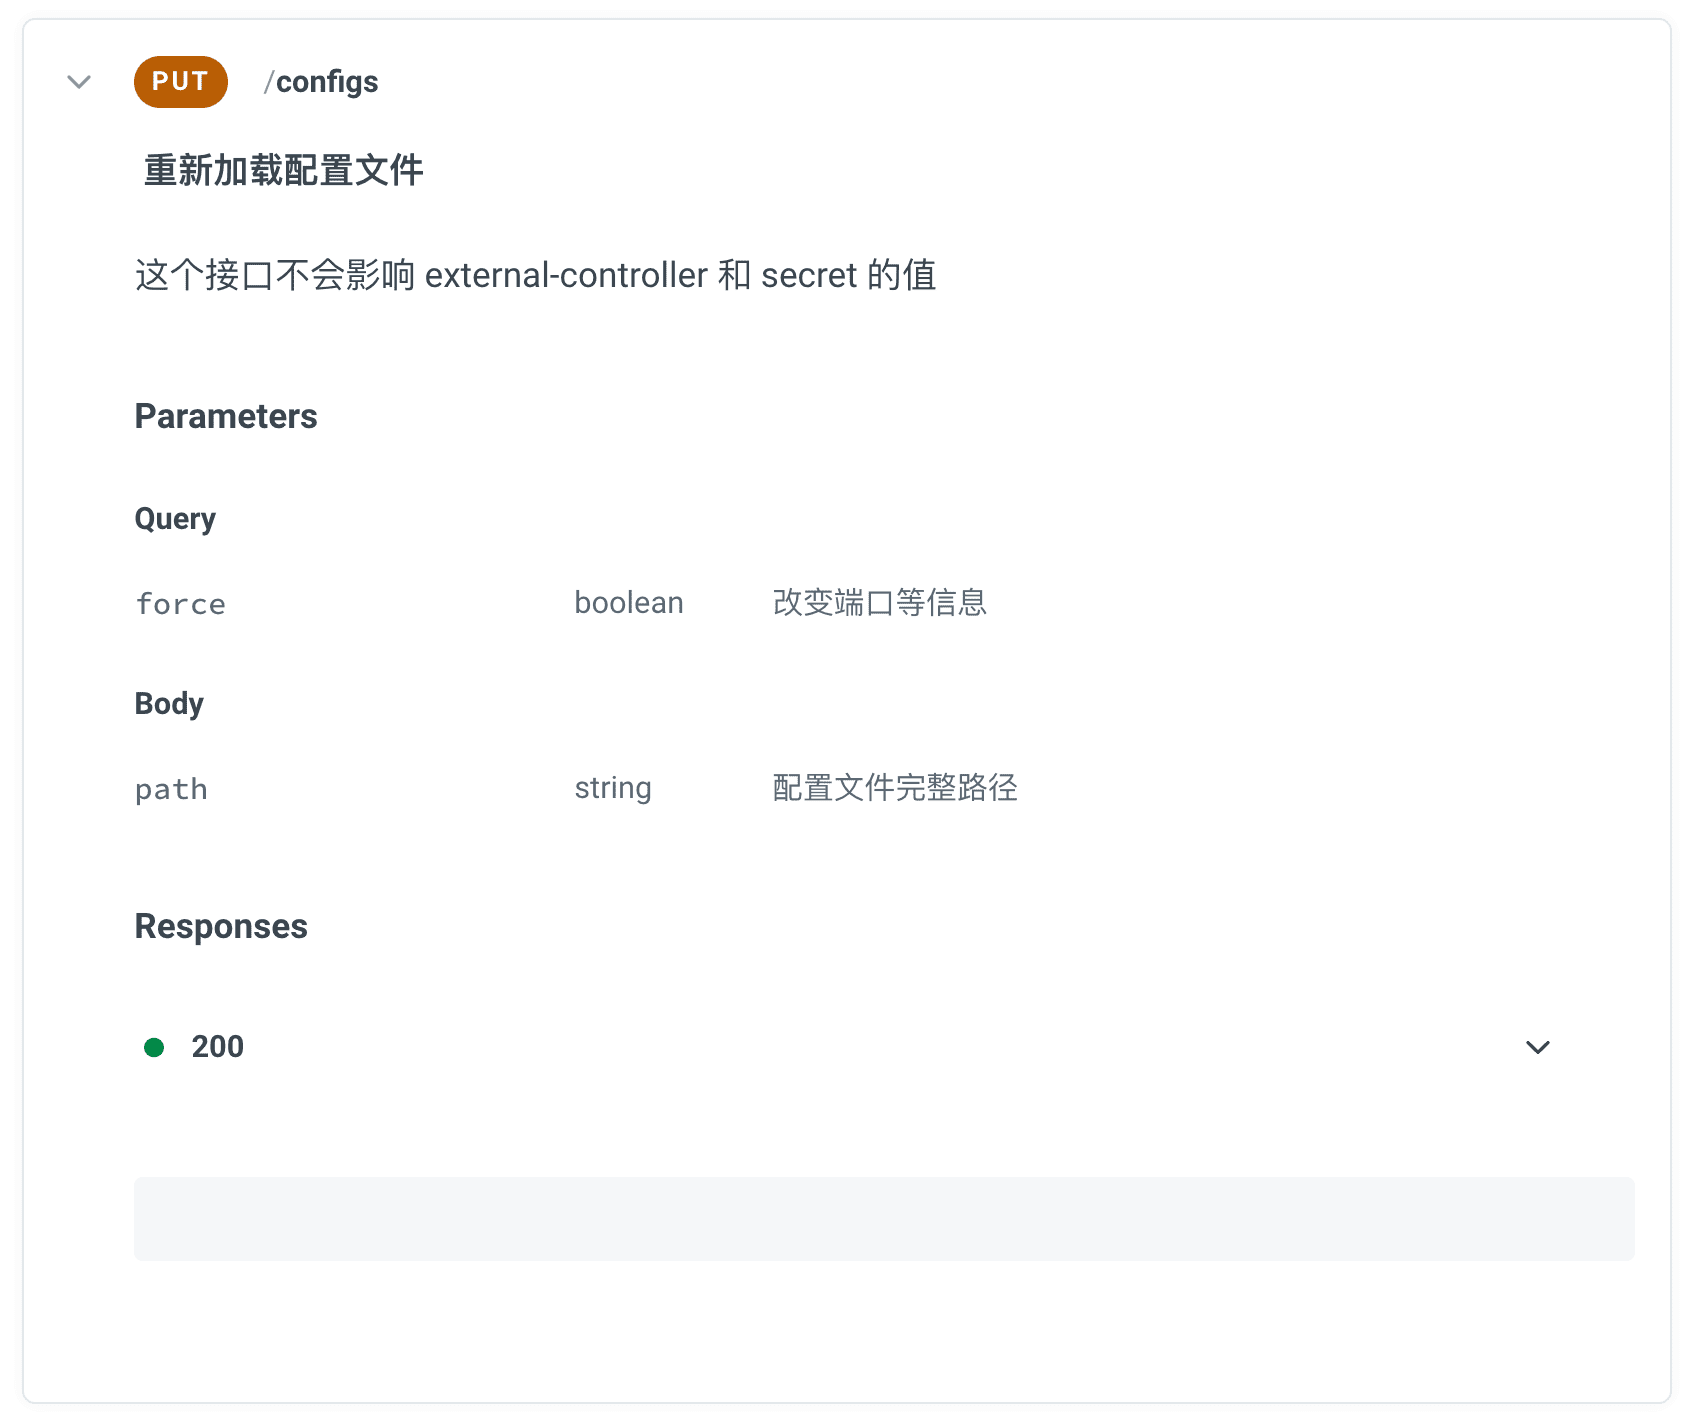 PUT /configs
重新加载配置文件
这个接口不会影响 external-controller 和 secret 的值
Parameters
Query
force boolean 改变端口等信息
Body
path string 配置文件完整路径
Responses
200